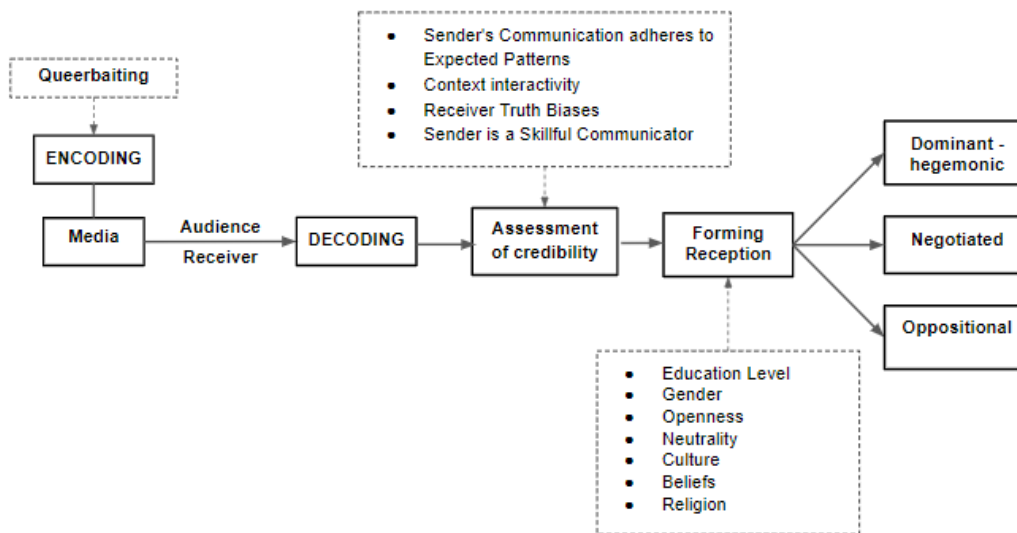 Queerbaiting
ENCODING
Media
Audience
Receiver
DECODING
● Sender's Communication adheres to
Expected Patterns
● Context interactivity
● Receiver Truth Biases
● Sender is a Skillful Communicator
Assessment
of credibility
Forming
Reception
● Education Level
● Gender
● Openness
● Neutrality
● Culture
● Beliefs
● Religion
Dominant -
hegemonic
Negotiated
Oppositional